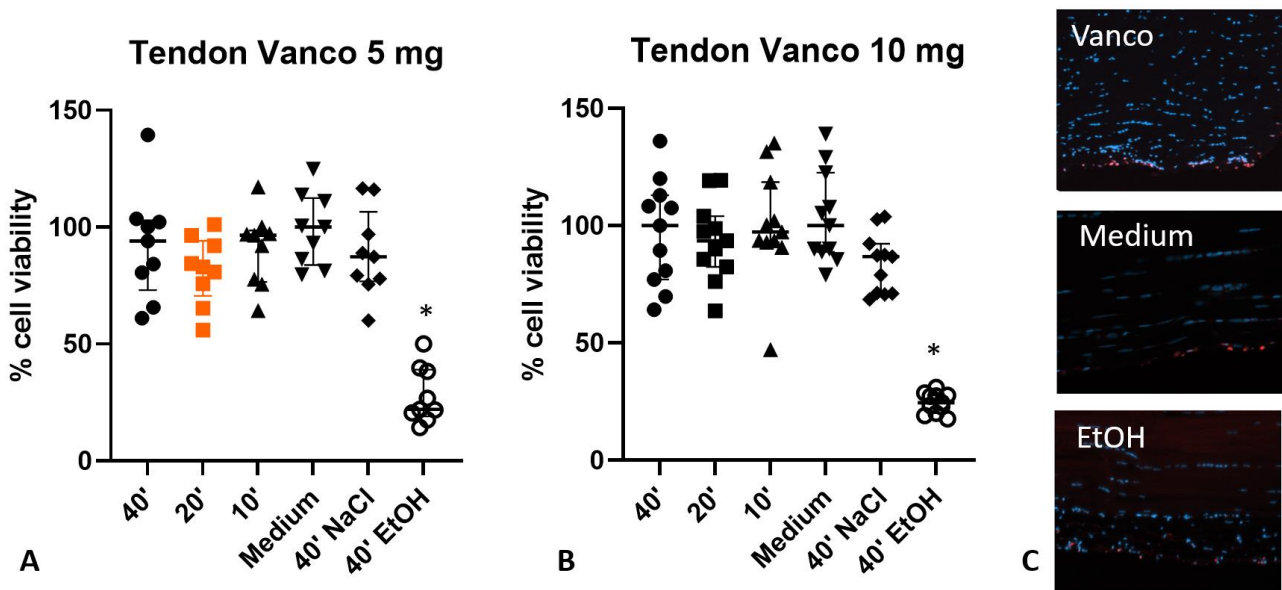 Tendon Vanco 5 mg
% cell viability
150
100
50
0
*
40'
20'
10'
Medium
40' NaCl
40' EtOH
A
Tendon Vanco 10 mg
% cell viability
150
100
50
0
*
40'
20'
10'
Medium
40' NaCl
40' EtOH
B
Vanco
Medium
EtOH
C